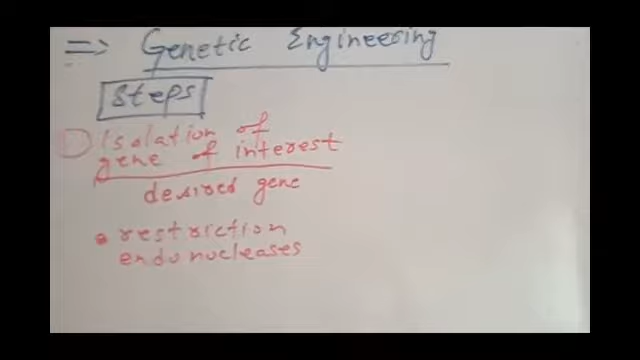 => Genetic Engineering
Steps
1) Isolation of
gene of interest
desired gene
• restriction
endonucleases